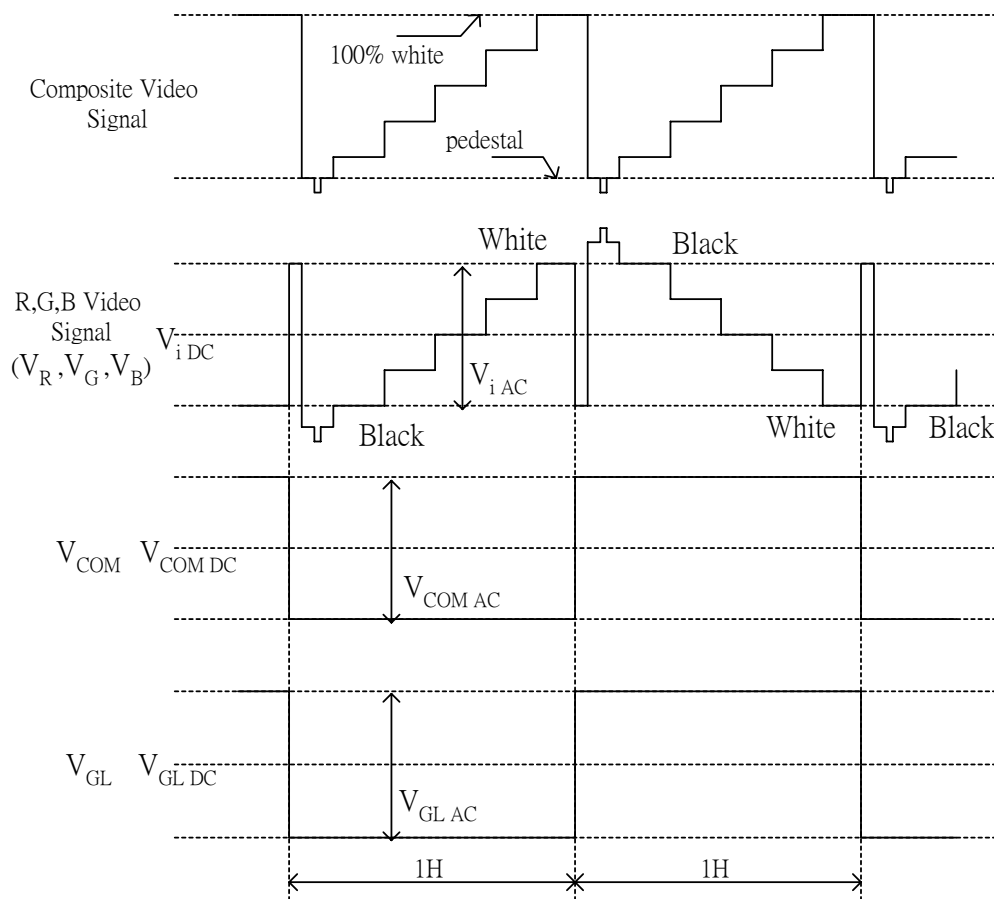 100% white
Composite Video
Signal
pedestal
White
Black
R,G,B Video
Signal
(V_R ,V_G ,V_B)
V_i DC
V_i AC
Black
White
Black
V_COM
V_COM DC
V_COM AC
V_GL
V_GL DC
V_GL AC
1H
1H